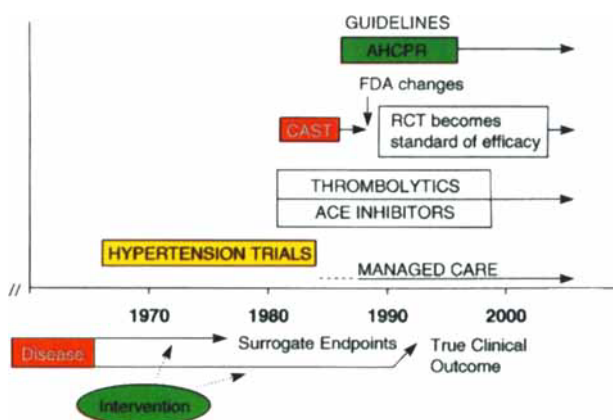 GUIDELINES
AHCPR
FDA changes
CAST
RCT becomes
standard of efficacy
THROMBOLYTICS
ACE INHIBITORS
HYPERTENSION TRIALS
MANAGED CARE
//
1970 1980 1990 2000
Disease
Surrogate Endpoints
True Clinical
Outcome
Intervention